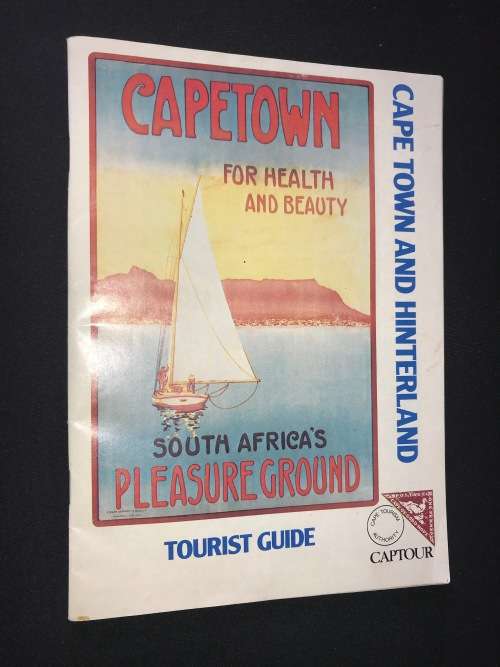 CAPETOWN
FOR HEALTH
AND BEAUTY
SOUTH AFRICA'S
PLEASURE GROUND
CAPE TOWN AND HINTERLAND
TOURIST GUIDE
CAPE TOURISM
AUTHORITY
CAPTOUR